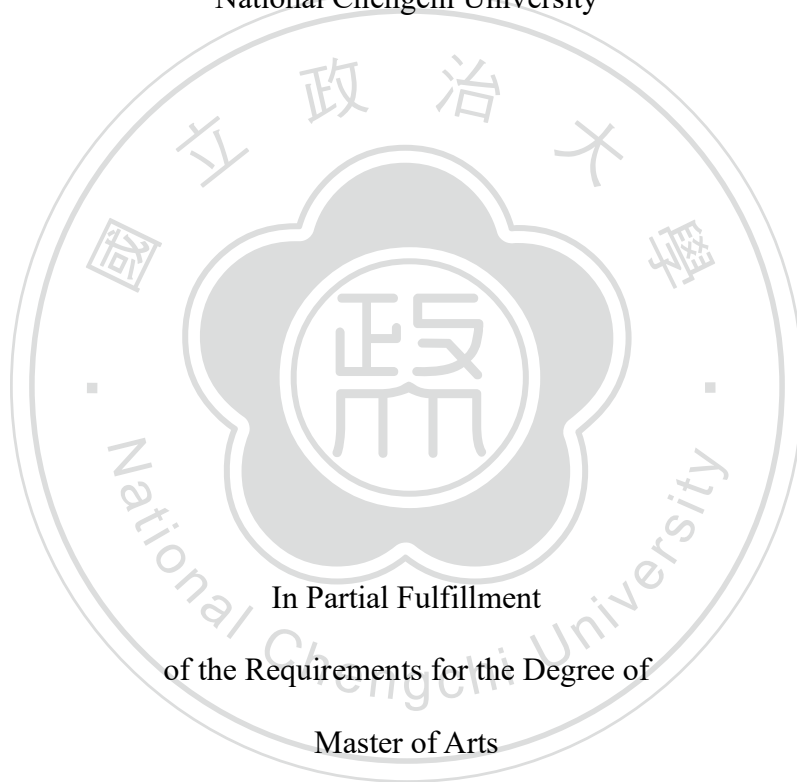 National Chengchi University
國立政治大學
政大
National Chengchi University
In Partial Fulfillment
of the Requirements for the Degree of
Master of Arts